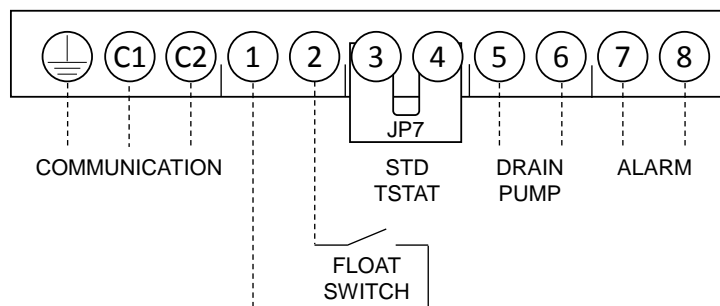 C1 C2 1 2 3 4 5 6 7 8
JP7
COMMUNICATION
STD
TSTAT
DRAIN
PUMP
ALARM
FLOAT
SWITCH